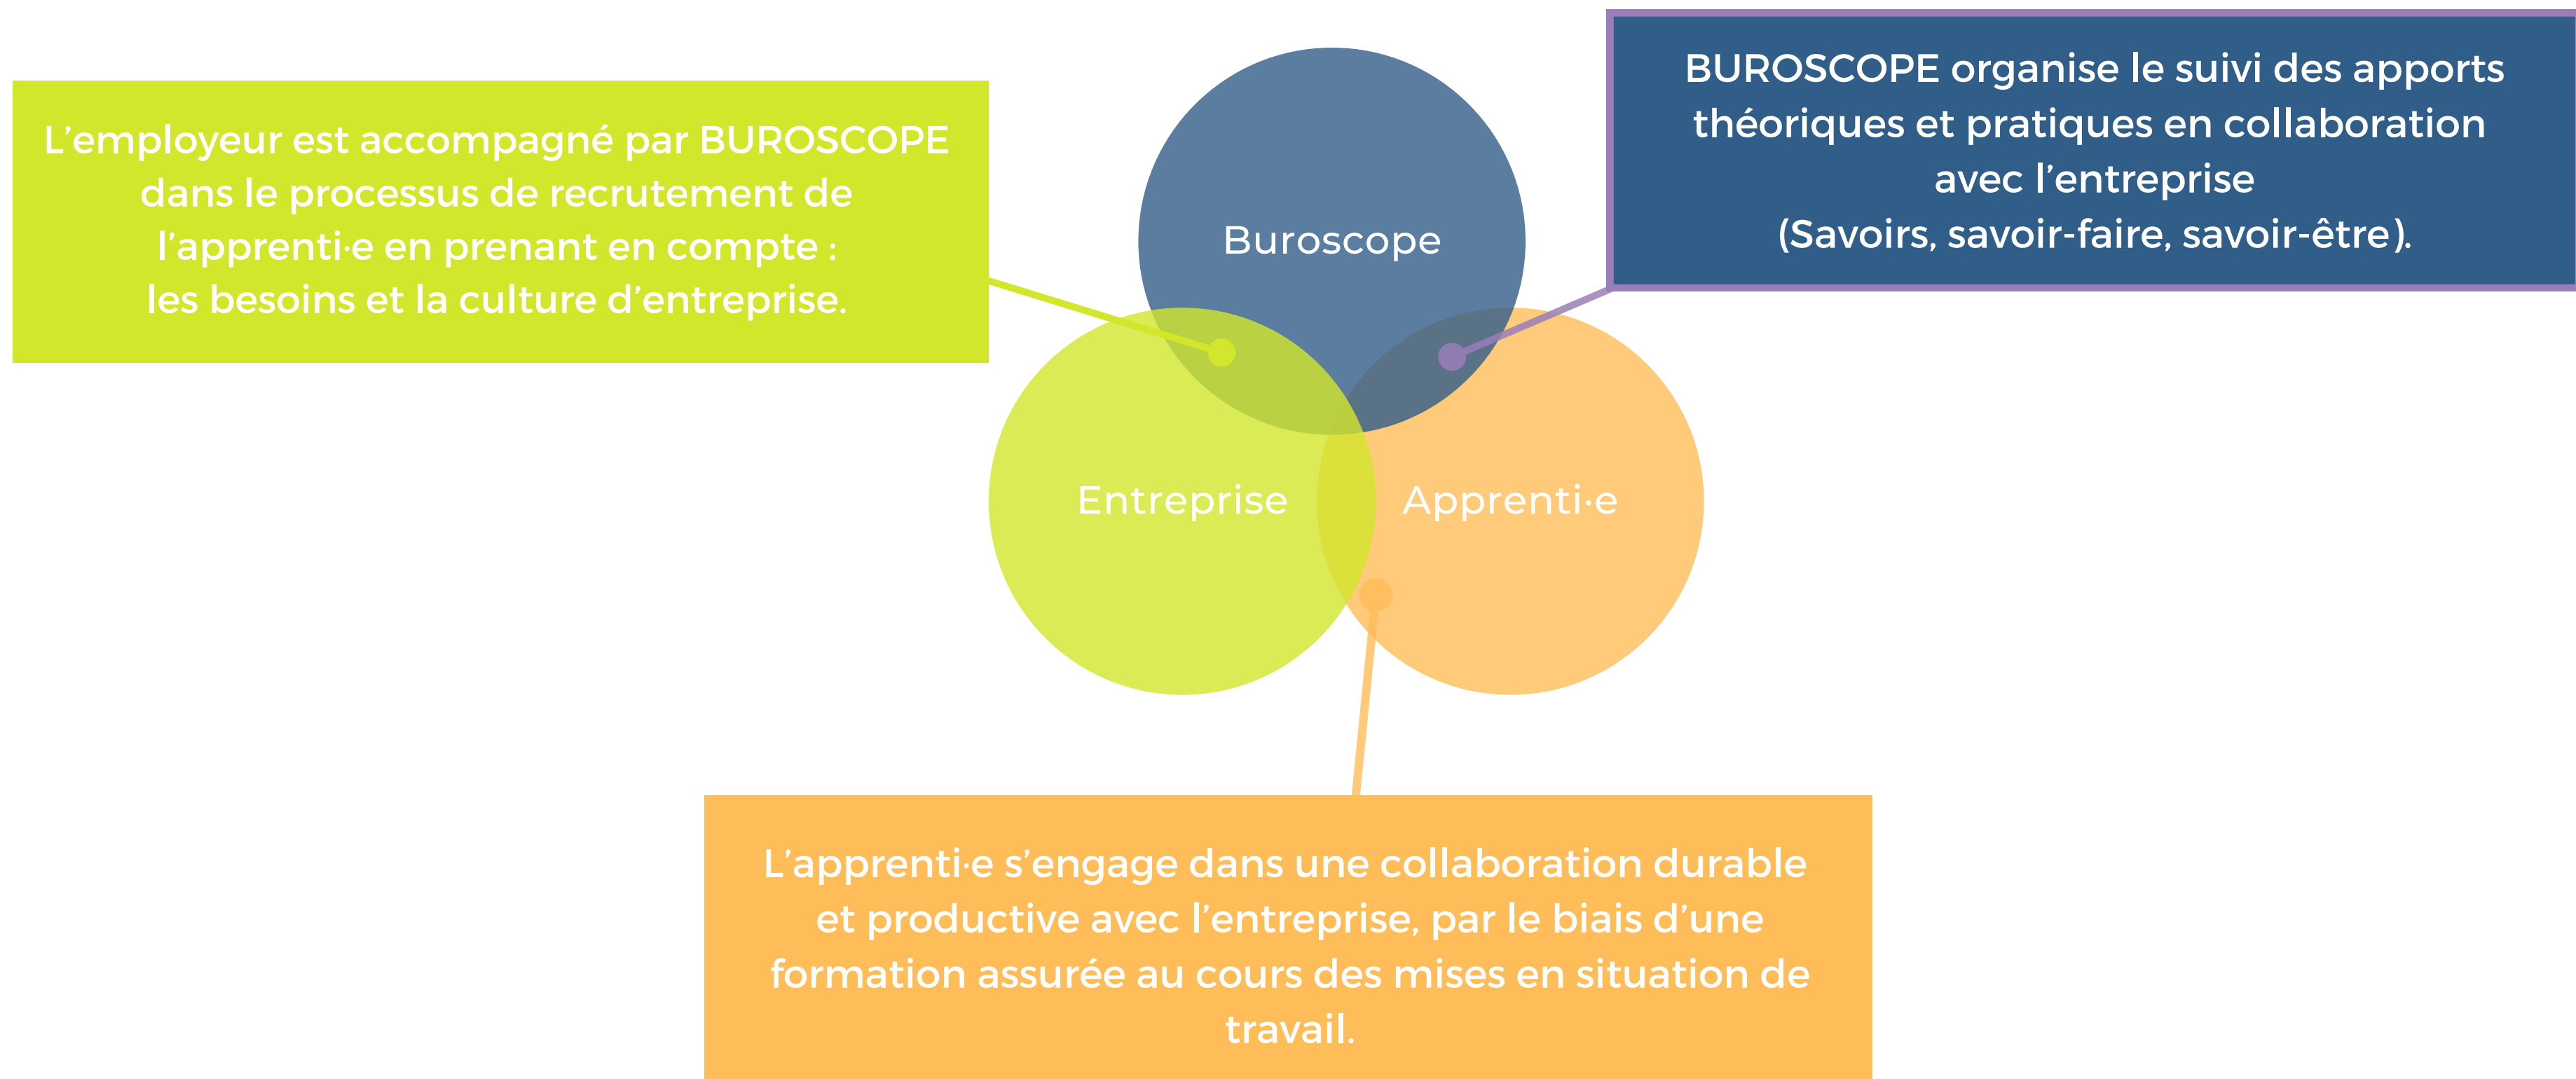 L'employeur est accompagné par BUROSCOPE
dans le processus de recrutement de
l'apprenti·e en prenant en compte :
les besoins et la culture d'entreprise.
BUROSCOPE organise le suivi des apports
théoriques et pratiques en collaboration
avec l'entreprise
(Savoirs, savoir-faire, savoir-être).
Buroscope
Entreprise
Apprenti·e
L'apprenti·e s'engage dans une collaboration durable
et productive avec l'entreprise, par le biais d'une
formation assurée au cours des mises en situation de
travail.